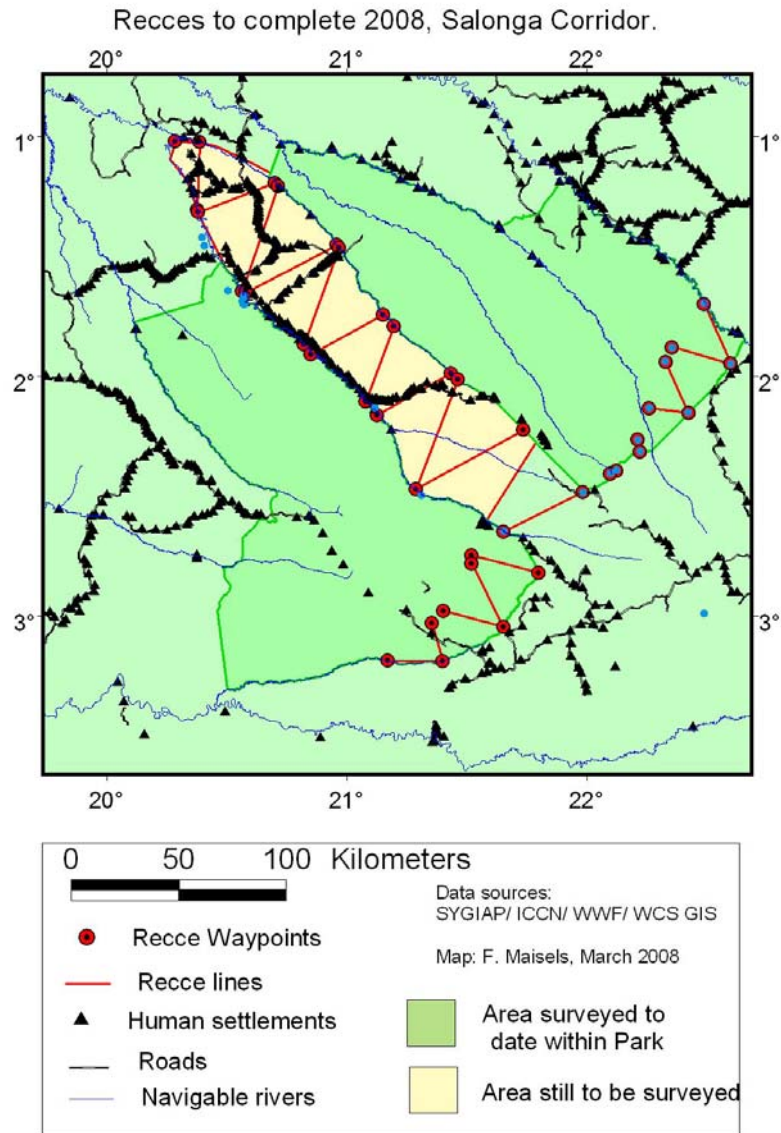 Recces to complete 2008, Salonga Corridor.
20° 21° 22°
1° 1°
2° 2°
3° 3°
20° 21° 22°
0 50 100 Kilometers
Data sources:
SYGIAP/ ICCN/ WWF/ WCS GIS
Map: F. Maisels, March 2008
Recce Waypoints
Recce lines
Human settlements
Roads
Navigable rivers
Area surveyed to
date within Park
Area still to be surveyed